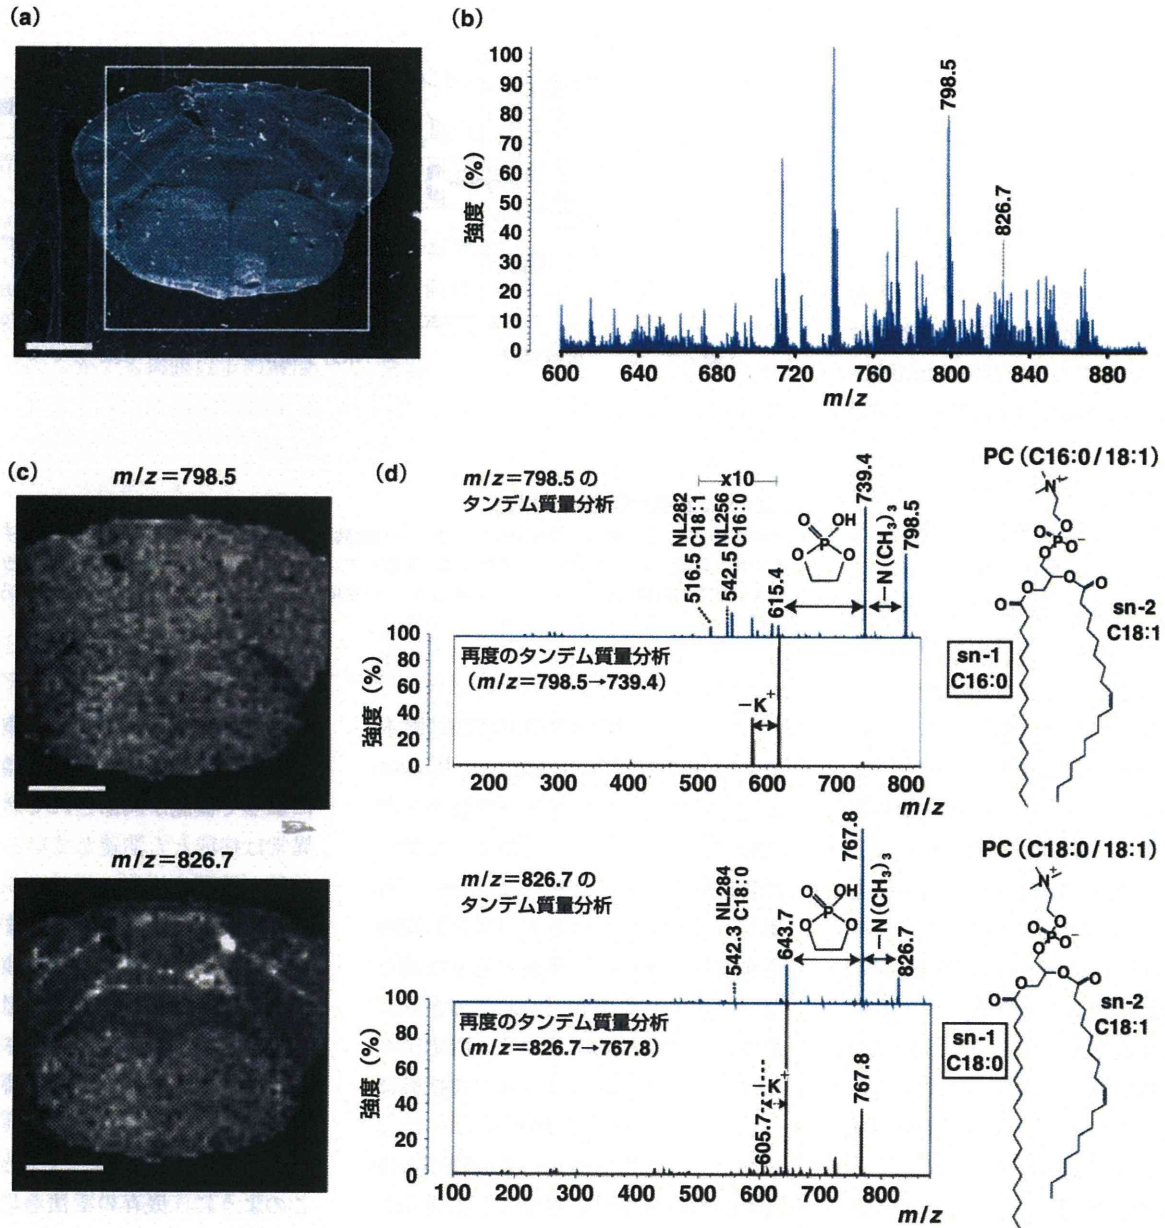 (a)
(b)
強度 (%)
100
90
80
70
60
50
40
30
20
10
0
798.5
826.7
600 640 680 720 760 800 840 880
m/z
(c)
m/z=798.5
m/z=826.7
(d)
m/z=798.5の
タンデム質量分析
x10
516.5 NL282
C18:1
542.5 NL256
C16:0
615.4
O
OH
P
O O
739.4
−N(CH3)3
798.5
強度 (%)
100
80
60
40
20
0
再度のタンデム質量分析
(m/z=798.5→739.4)
−K+
200 300 400 500 600 700 800
m/z
PC (C16:0/18:1)
N+
O
O P O−
O
O O
O O
sn-2
C18:1
sn-1
C16:0
m/z=826.7の
タンデム質量分析
542.3 NL284
C18:0
643.7
O
OH
P
O O
767.8
−N(CH3)3
826.7
強度 (%)
100
80
60
40
20
0
再度のタンデム質量分析
(m/z=826.7→767.8)
605.7
−K+
767.8
100 200 300 400 500 600 700 800
m/z
PC (C18:0/18:1)
N+
O
O P O−
O
O O
O O
sn-2
C18:1
sn-1
C18:0